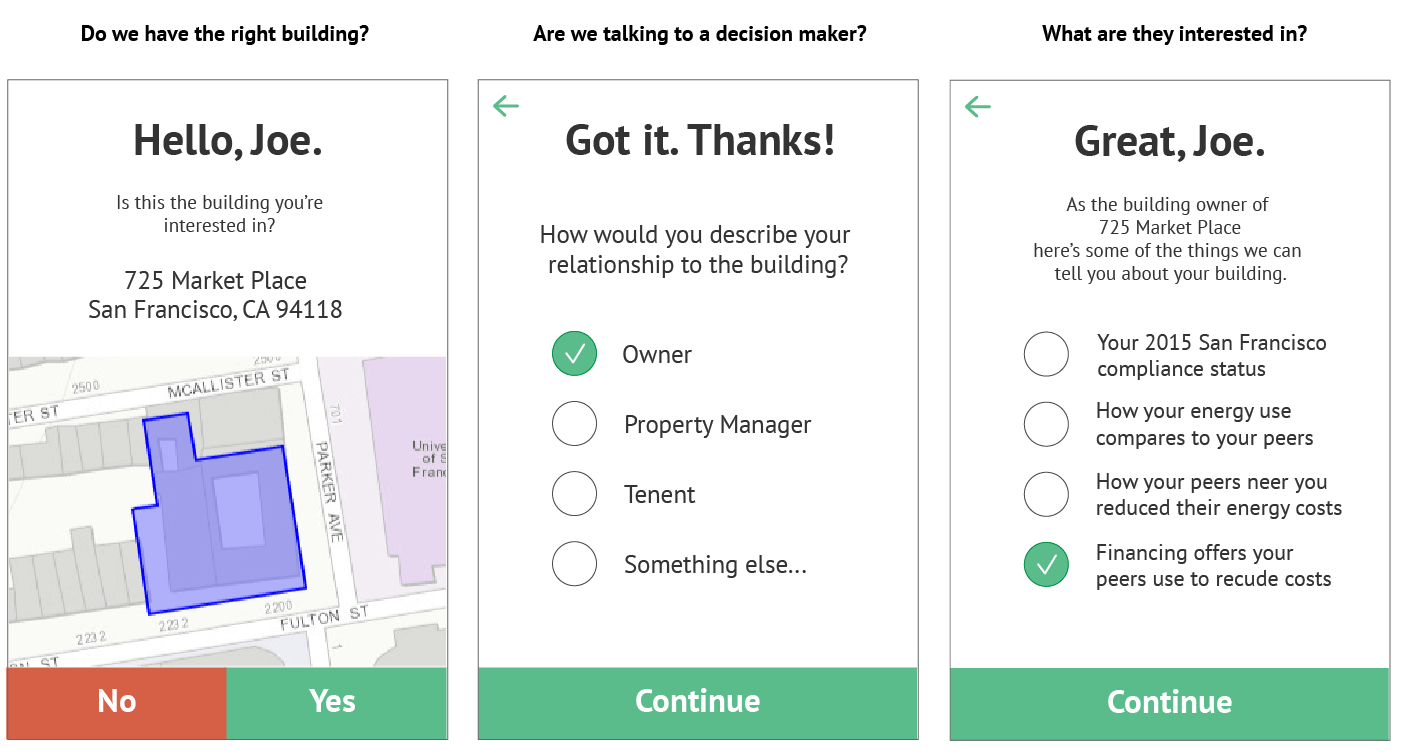 Do we have the right building?
Hello, Joe.
Is this the building you're
interested in?
725 Market Place
San Francisco, CA 94118
2500
2500
MCALLISTER ST
TER ST
701
PARKER AVE
Unive
of S
Fran
2200
FULTON ST
2232
2232
ST
1
No
Yes
Are we talking to a decision maker?
Got it. Thanks!
How would you describe your
relationship to the building?
Owner
Property Manager
Tenent
Something else...
Continue
What are they interested in?
Great, Joe.
As the building owner of
725 Market Place
here's some of the things we can
tell you about your building.
Your 2015 San Francisco
compliance status
How your energy use
compares to your peers
How your peers neer you
reduced their energy costs
Financing offers your
peers use to recude costs
Continue